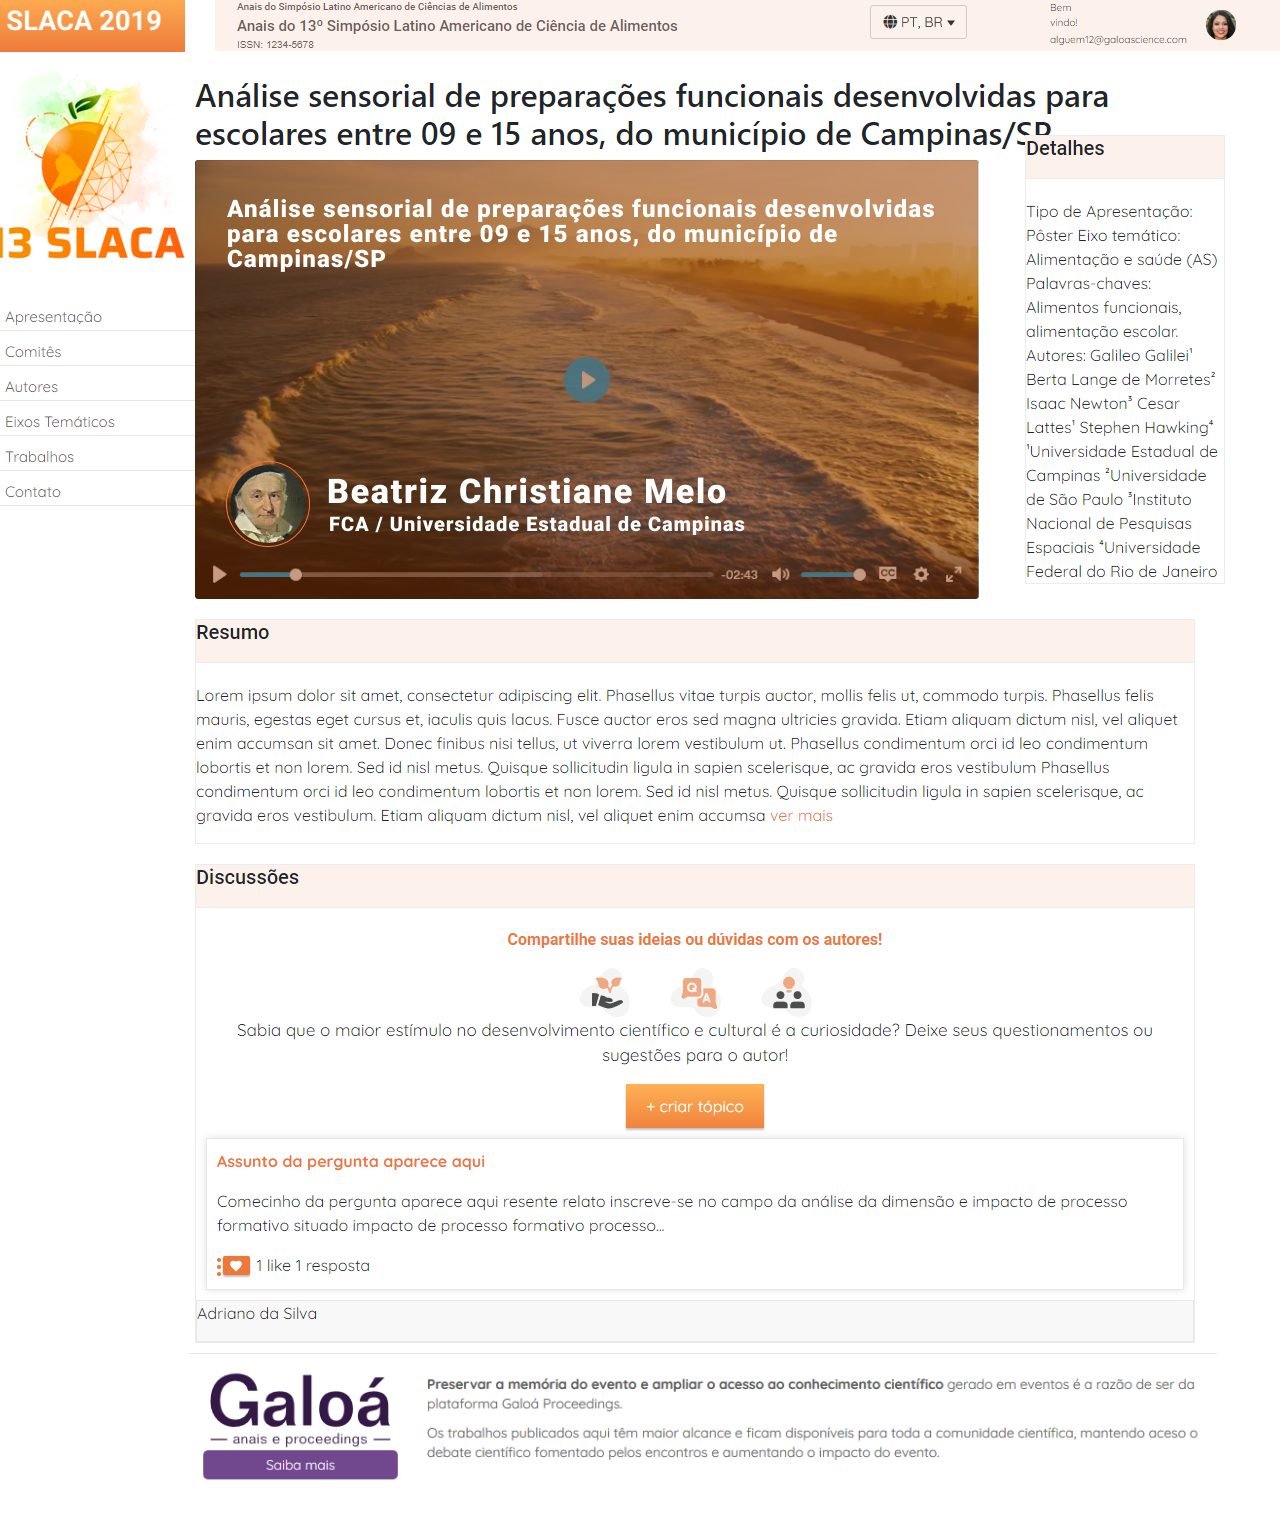 SLACA 2019
Anais do Simpósio Latino Americano de Ciências de Alimentos
Anais do 13º Simpósio Latino Americano de Ciência de Alimentos
ISSN: 1234-5678
PT, BR
Bem
vindo!
alguem12@galoascience.com
13 SLACA
Apresentação
Comitês
Autores
Eixos Temáticos
Trabalhos
Contato
Análise sensorial de preparações funcionais desenvolvidas para
escolares entre 09 e 15 anos, do município de Campinas/SP
Análise sensorial de preparações funcionais desenvolvidas
para escolares entre 09 e 15 anos, do município de
Campinas/SP
Beatriz Christiane Melo
FCA / Universidade Estadual de Campinas
-02:43
CC
Detalhes
Tipo de Apresentação:
Pôster Eixo temático:
Alimentação e saúde (AS)
Palavras-chaves:
Alimentos funcionais,
alimentação escolar.
Autores: Galileo Galilei¹
Berta Lange de Morretes²
Isaac Newton³ Cesar
Lattes¹ Stephen Hawking⁴
¹Universidade Estadual de
Campinas ²Universidade
de São Paulo ³Instituto
Nacional de Pesquisas
Espaciais ⁴Universidade
Federal do Rio de Janeiro
Resumo
Lorem ipsum dolor sit amet, consectetur adipiscing elit. Phasellus vitae turpis auctor, mollis felis ut, commodo turpis. Phasellus felis
mauris, egestas eget cursus et, iaculis quis lacus. Fusce auctor eros sed magna ultricies gravida. Etiam aliquam dictum nisl, vel aliquet
enim accumsan sit amet. Donec finibus nisi tellus, ut viverra lorem vestibulum ut. Phasellus condimentum orci id leo condimentum
lobortis et non lorem. Sed id nisl metus. Quisque sollicitudin ligula in sapien scelerisque, ac gravida eros vestibulum Phasellus
condimentum orci id leo condimentum lobortis et non lorem. Sed id nisl metus. Quisque sollicitudin ligula in sapien scelerisque, ac
gravida eros vestibulum. Etiam aliquam dictum nisl, vel aliquet enim accumsa ver mais
Discussões
Compartilhe suas ideias ou dúvidas com os autores!
Q A
Sabia que o maior estímulo no desenvolvimento científico e cultural é a curiosidade? Deixe seus questionamentos ou
sugestões para o autor!
+ criar tópico
Assunto da pergunta aparece aqui
Comecinho da pergunta aparece aqui resente relato inscreve-se no campo da análise da dimensão e impacto de processo
formativo situado impacto de processo formativo processo...
1 like 1 resposta
Adriano da Silva
Galoá
anais e proceedings
Saiba mais
Preservar a memória do evento e ampliar o acesso ao conhecimento científico gerado em eventos é a razão de ser da
plataforma Galoá Proceedings.
Os trabalhos publicados aqui têm maior alcance e ficam disponíveis para toda a comunidade científica, mantendo aceso o
debate científico fomentado pelos encontros e aumentando o impacto do evento.